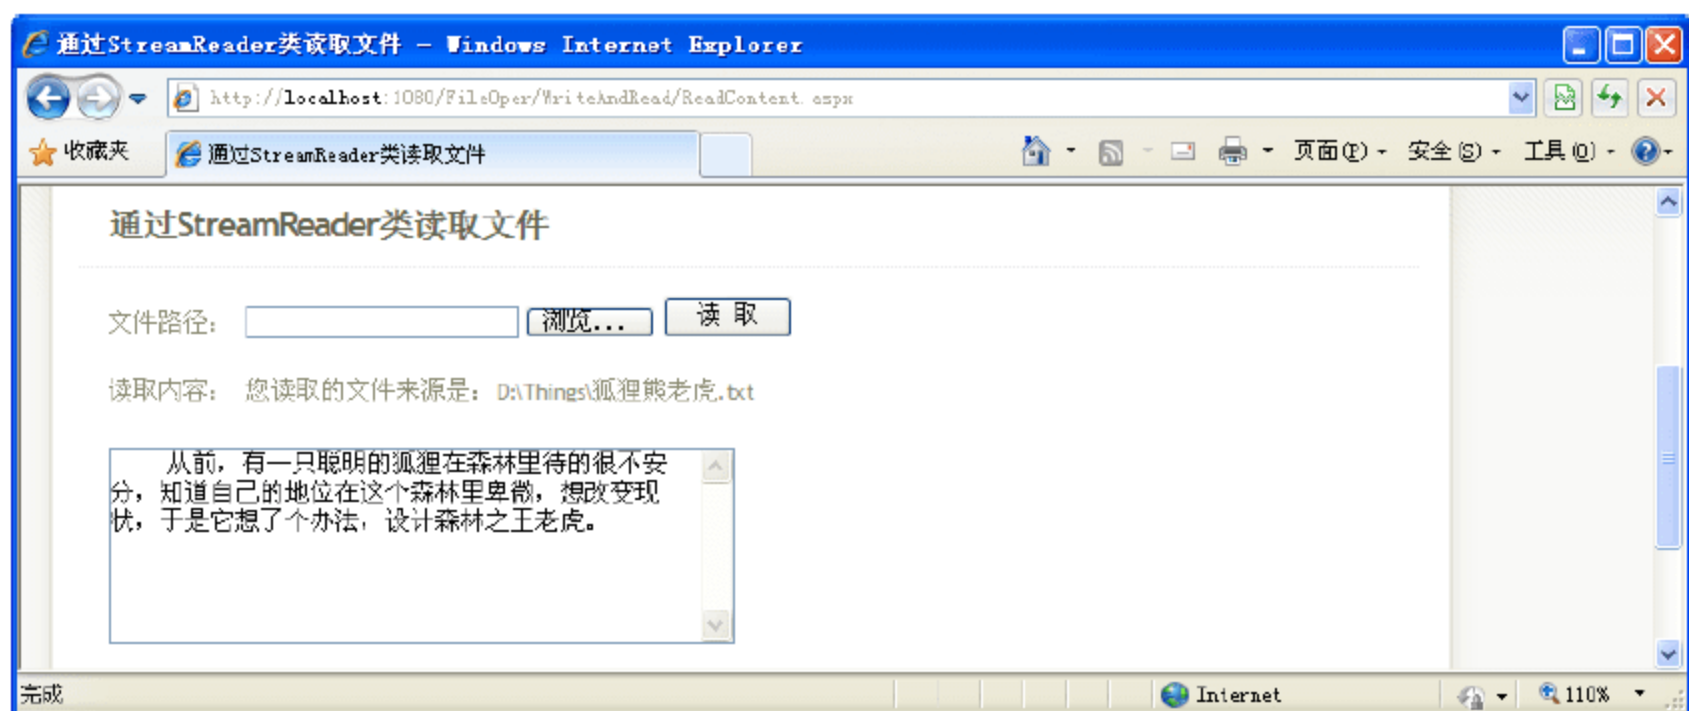 通过StreamReader类读取文件 - Windows Internet Explorer
http://localhost:1080/FileOper/WriteAndRead/ReadContent.aspx
收藏夹 通过StreamReader类读取文件 页面(P) 安全(S) 工具(O)
通过StreamReader类读取文件
文件路径： 浏览... 读 取
读取内容： 您读取的文件来源是：D:\Things\狐狸熊老虎.txt
从前，有一只聪明的狐狸在森林里待的很不安
分，知道自己的地位在这个森林里卑微，想改变现
状，于是它想了个办法，设计森林之王老虎。
完成 Internet 110%